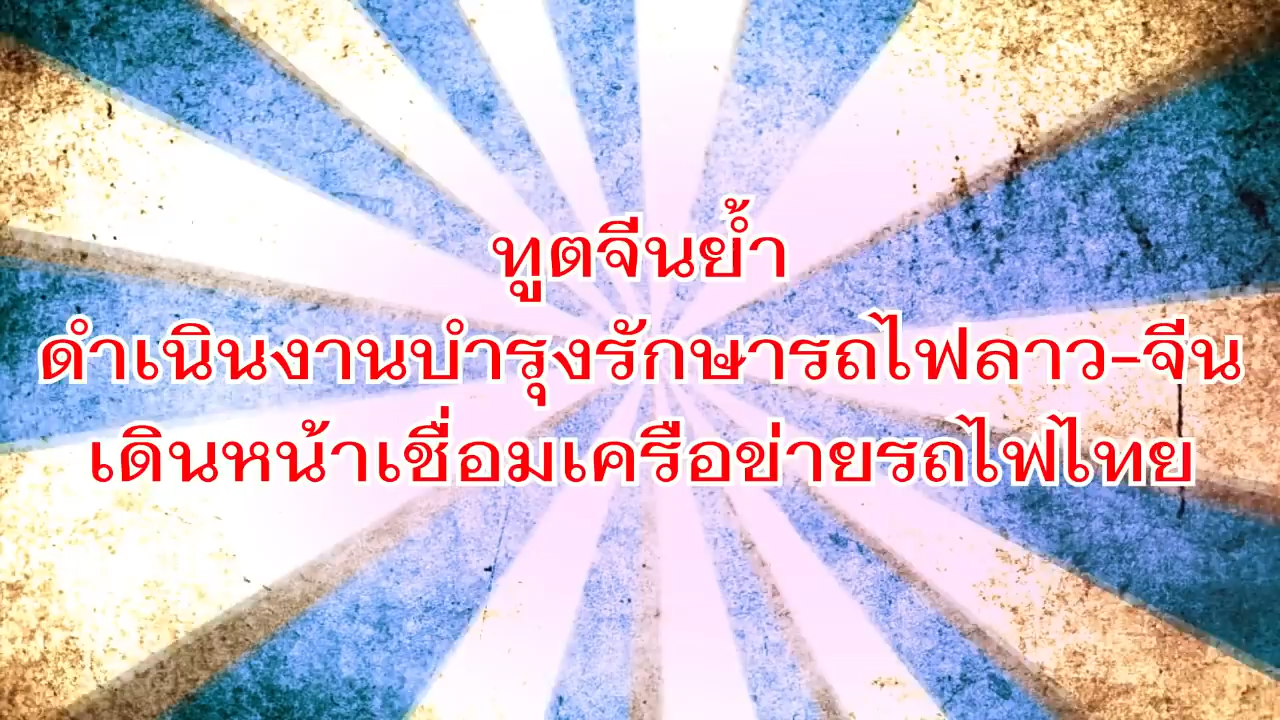 ทูตจีนย้ำ
ดำเนินงานบำรุงรักษารถไฟลาว-จีน
เดินหน้าเชื่อมเครือข่ายรถไฟไทย